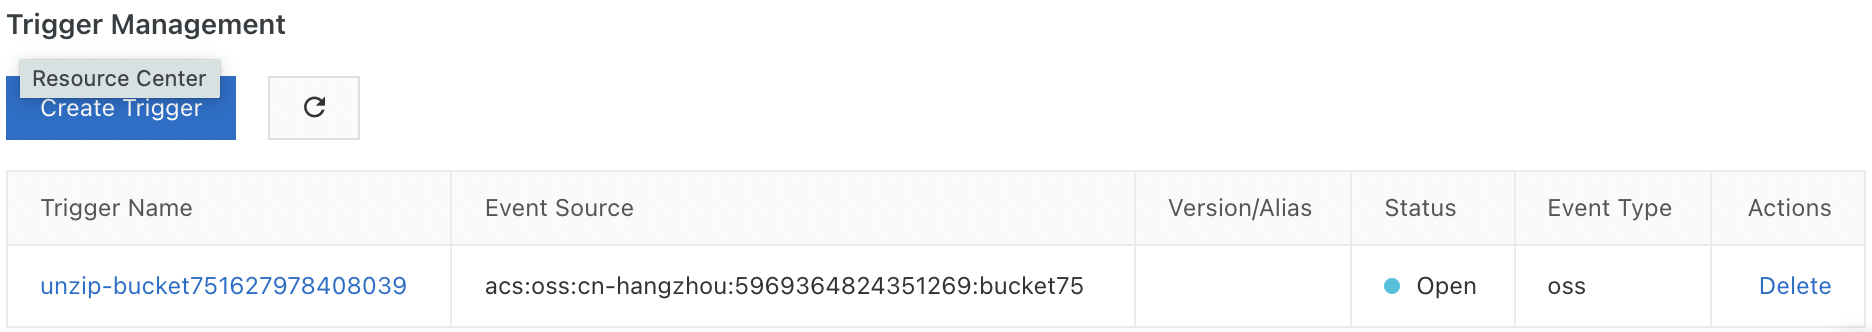 Trigger Management
Resource Center
Create Trigger
Trigger Name Event Source Version/Alias Status Event Type Actions
unzip-bucket751627978408039 acs:oss:cn-hangzhou:5969364824351269:bucket75 Open oss Delete